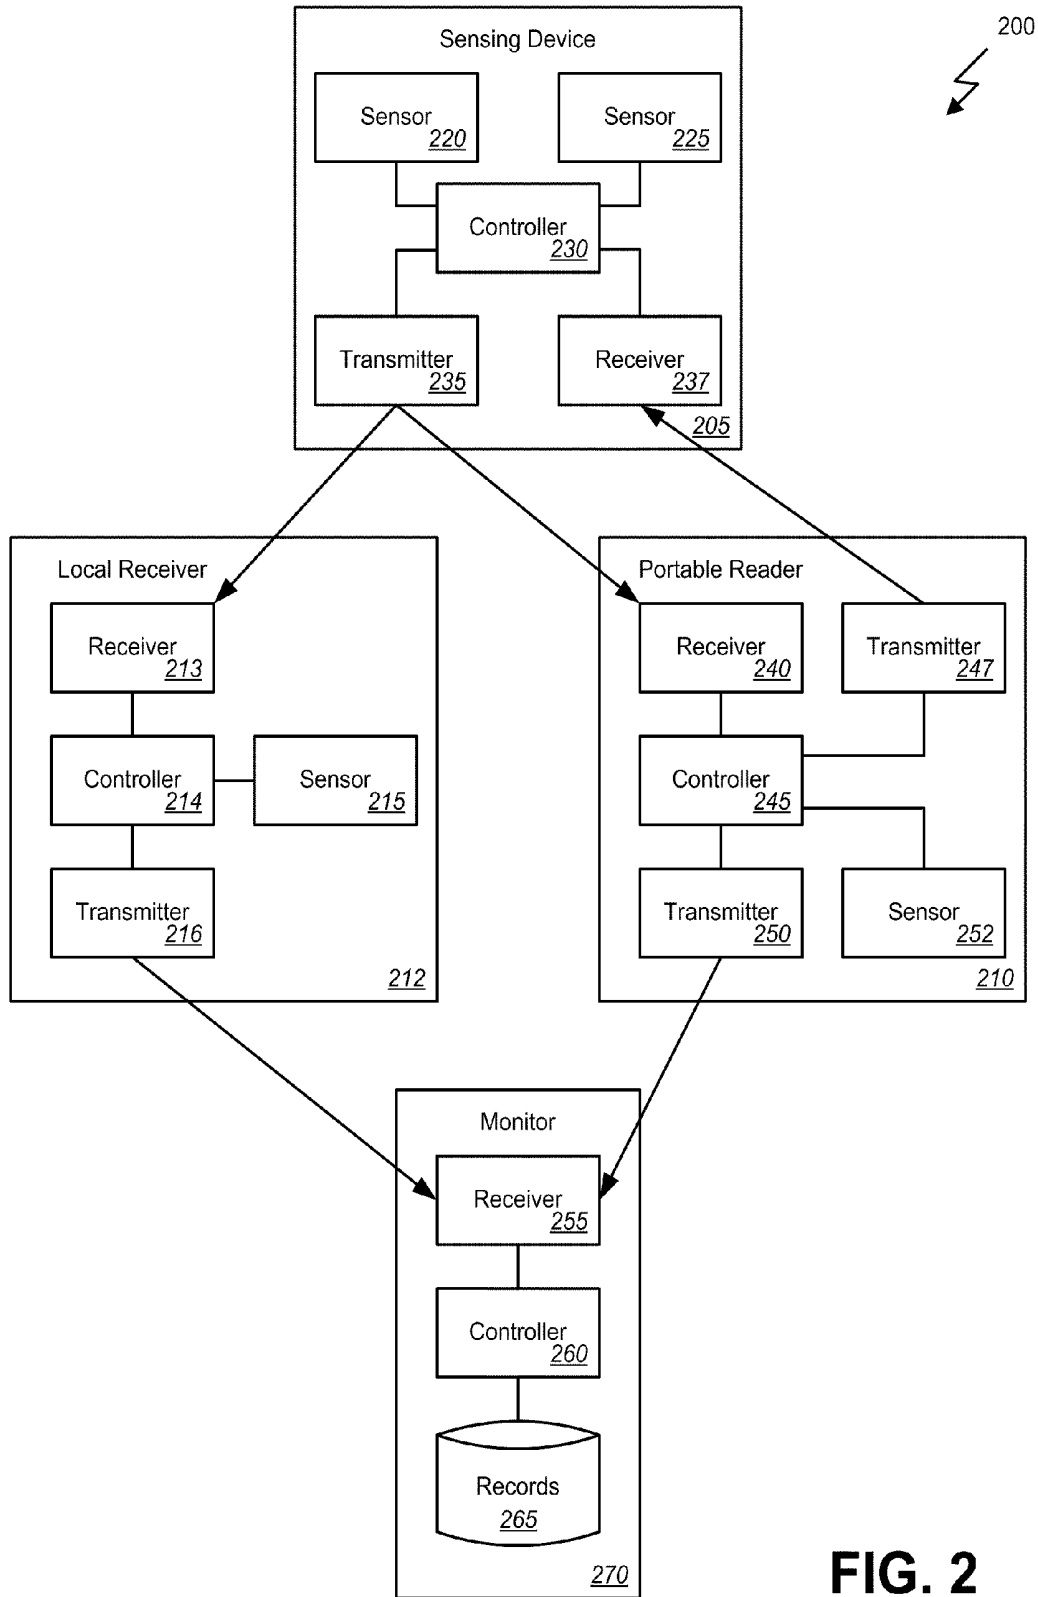 200
Sensing Device
Sensor
220
Sensor
225
Controller
230
Transmitter
235
Receiver
237
205
Local Receiver
Receiver
213
Controller
214
Sensor
215
Transmitter
216
212
Portable Reader
Receiver
240
Transmitter
247
Controller
245
Transmitter
250
Sensor
252
210
Monitor
Receiver
255
Controller
260
Records
265
270
FIG. 2